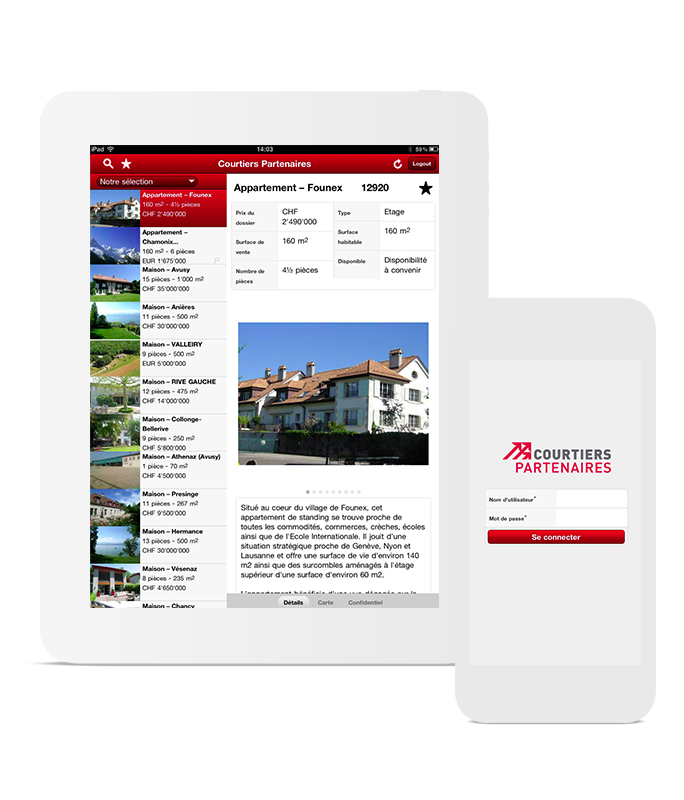 iPad
14:03
59%
Courtiers Partenaires
Logout
Notre sélection
Appartement – Founex
160 m2 - 4½ pièces
CHF 2'490'000
Appartement –
Chamonix...
160 m2 - 6 pièces
EUR 1'675'000
P
Maison – Avusy
15 pièces - 1'000 m2
CHF 35'000'000
Maison – Anières
11 pièces - 500 m2
CHF 30'000'000
Maison – VALLEIRY
9 pièces - 500 m2
EUR 5'000'000
Maison – RIVE GAUCHE
12 pièces - 475 m2
CHF 14'000'000
Maison – Collonge-
Bellerive
9 pièces - 250 m2
CHF 5'800'000
Maison – Athenaz (Avusy)
1 pièce - 70 m2
CHF 4'500'000
Maison – Presinge
11 pièces - 267 m2
CHF 9'500'000
Maison – Hermance
13 pièces - 500 m2
CHF 30'000'000
Maison – Vésenaz
8 pièces - 235 m2
CHF 4'650'000
Maison – Chancy
Appartement – Founex 12920
Prix du dossier
CHF 2'490'000
Type
Etage
Surface de vente
160 m2
Surface habitable
160 m2
Nombre de pièces
4½ pièces
Disponible
Disponibilité à convenir
Situé au coeur du village de Founex, cet
appartement de standing se trouve proche de
toutes les commodités, commerces, crèches, écoles
ainsi que de l'Ecole Internationale. Il jouit d'une
situation stratégique proche de Genève, Nyon et
Lausanne et offre une surface de vie d'environ 140
m2 ainsi que des surcombles aménagés à l'étage
supérieur d'une surface d'environ 60 m2.
L'appartement bénéficie d'une vue dégagée sur la
Détails
Carte
Confidentiel
COURTIERS
PARTENAIRES
Nom d'utilisateur*
Mot de passe*
Se connecter